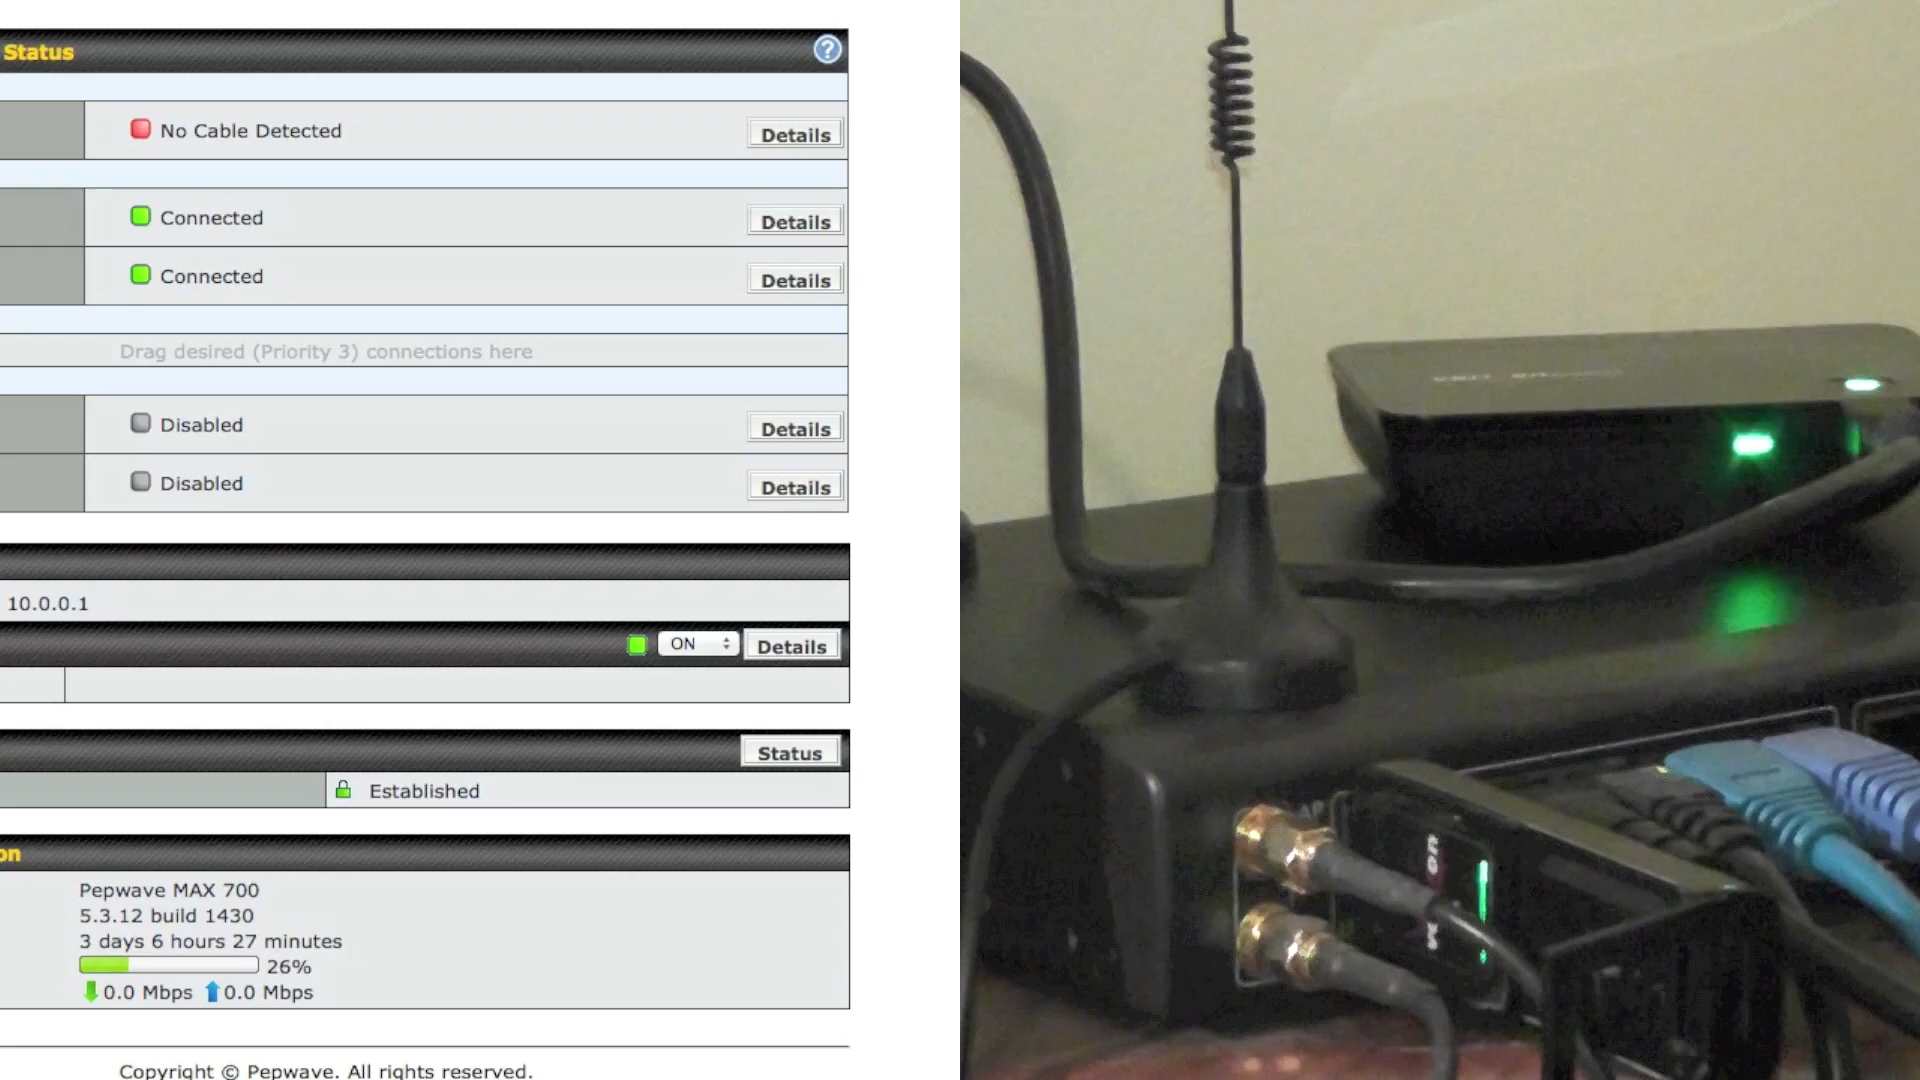 Status
No Cable Detected Details
Connected Details
Connected Details
Drag desired (Priority 3) connections here
Disabled Details
Disabled Details
10.0.0.1
ON Details
Status
Established
on
Pepwave MAX 700
5.3.12 build 1430
3 days 6 hours 27 minutes
26%
0.0 Mbps 0.0 Mbps
Copyright © Pepwave. All rights reserved.